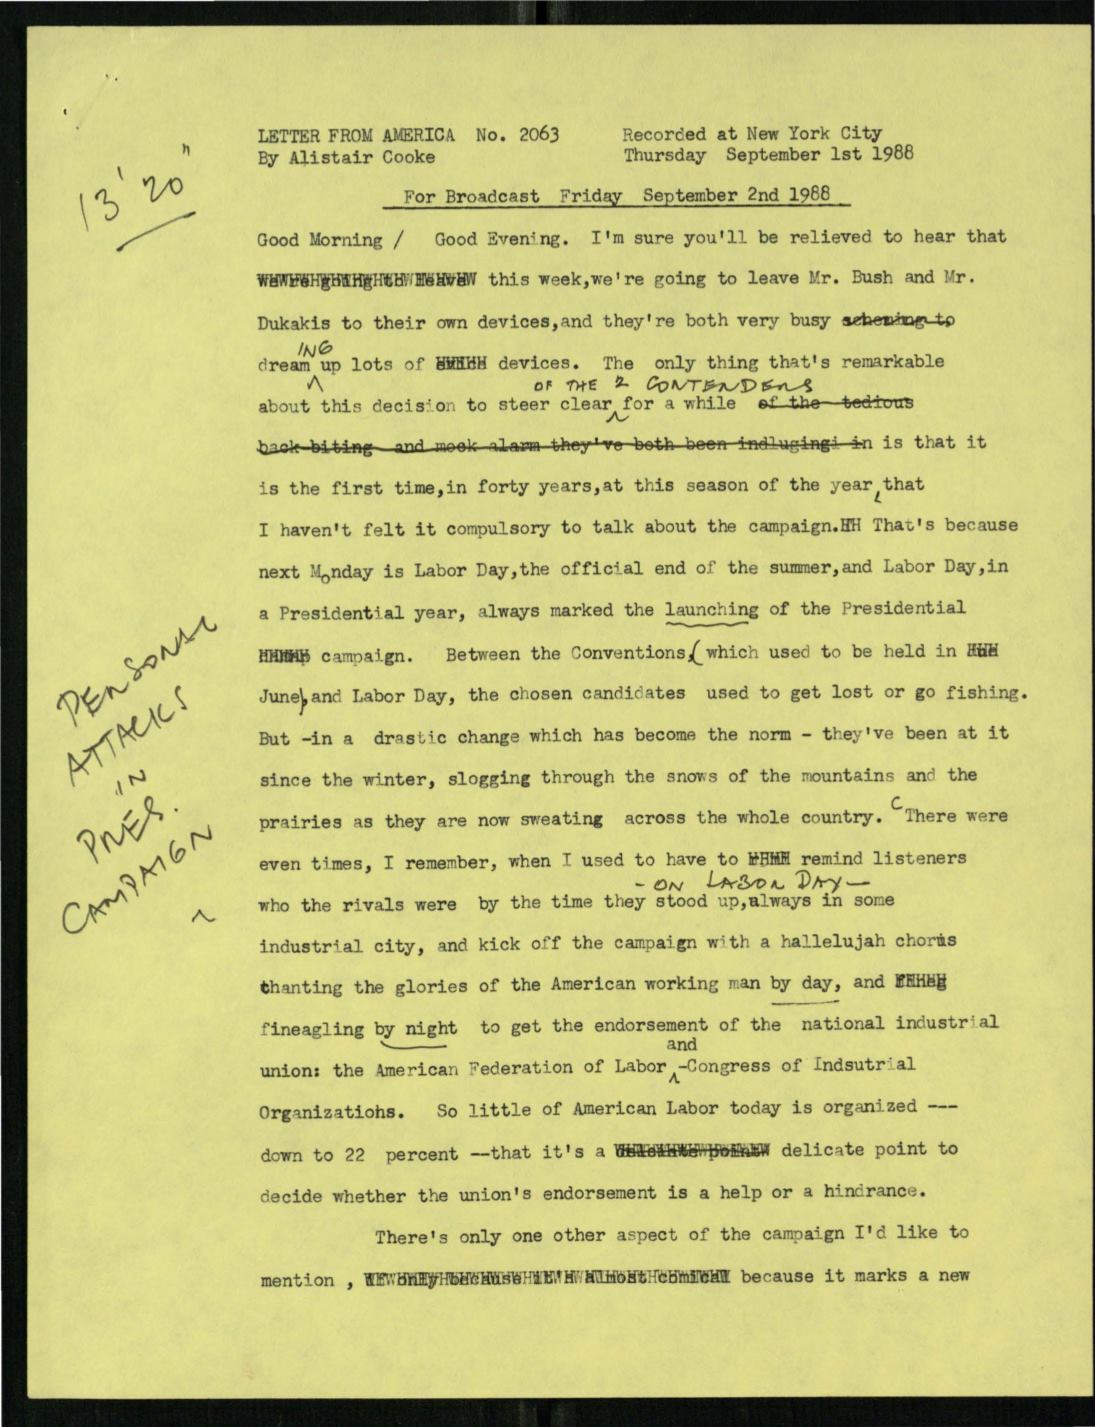 13' 20"
LETTER FROM AMERICA No. 2063 Recorded at New York City
By Alistair Cooke Thursday September 1st 1988
For Broadcast Friday September 2nd 1988
Good Morning / Good Evening. I'm sure you'll be relieved to hear that
we're going to leave this week,we're going to leave Mr. Bush and Mr.
Dukakis to their own devices,and they're both very busy scheming to
ING
dream up lots of devices. The only thing that's remarkable
OF THE 2 CONTENDERS
about this decision to steer clear for a while of the tedious
back-biting and mock alarm they've both been indlugingi in is that it
is the first time,in forty years,at this season of the year, that
I haven't felt it compulsory to talk about the campaign. That's because
next Monday is Labor Day,the official end of the summer,and Labor Day,in
a Presidential year, always marked the launching of the Presidential
campaign. Between the Conventions,(which used to be held in
June)and Labor Day, the chosen candidates used to get lost or go fishing.
But -in a drastic change which has become the norm - they've been at it
since the winter, slogging through the snows of the mountains and the
prairies as they are now sweating across the whole country. There were
even times, I remember, when I used to have to remind listeners
- ON LABOR DAY -
who the rivals were by the time they stood up,always in some
industrial city, and kick off the campaign with a hallelujah chorus
chanting the glories of the American working man by day, and
fineagling by night to get the endorsement of the national industrial
and
union: the American Federation of Labor -Congress of Indsutrial
Organizations. So little of American Labor today is organized ---
down to 22 percent --that it's a delicate point delicate point to
decide whether the union's endorsement is a help or a hindrance.
There's only one other aspect of the campaign I'd like to
mention , only because it's almost comical because it marks a new
PERSONAL
ATTACKS
IN
PRES.
CAMPAIGN